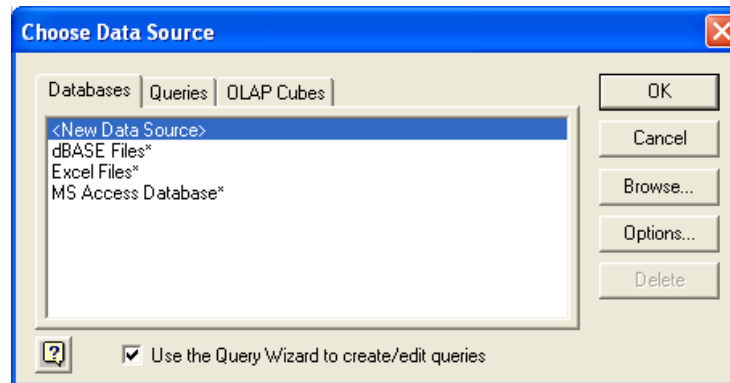 Choose Data Source
Databases Queries OLAP Cubes
<New Data Source>
dBASE Files*
Excel Files*
MS Access Database*
OK
Cancel
Browse...
Options...
Delete
Use the Query Wizard to create/edit queries